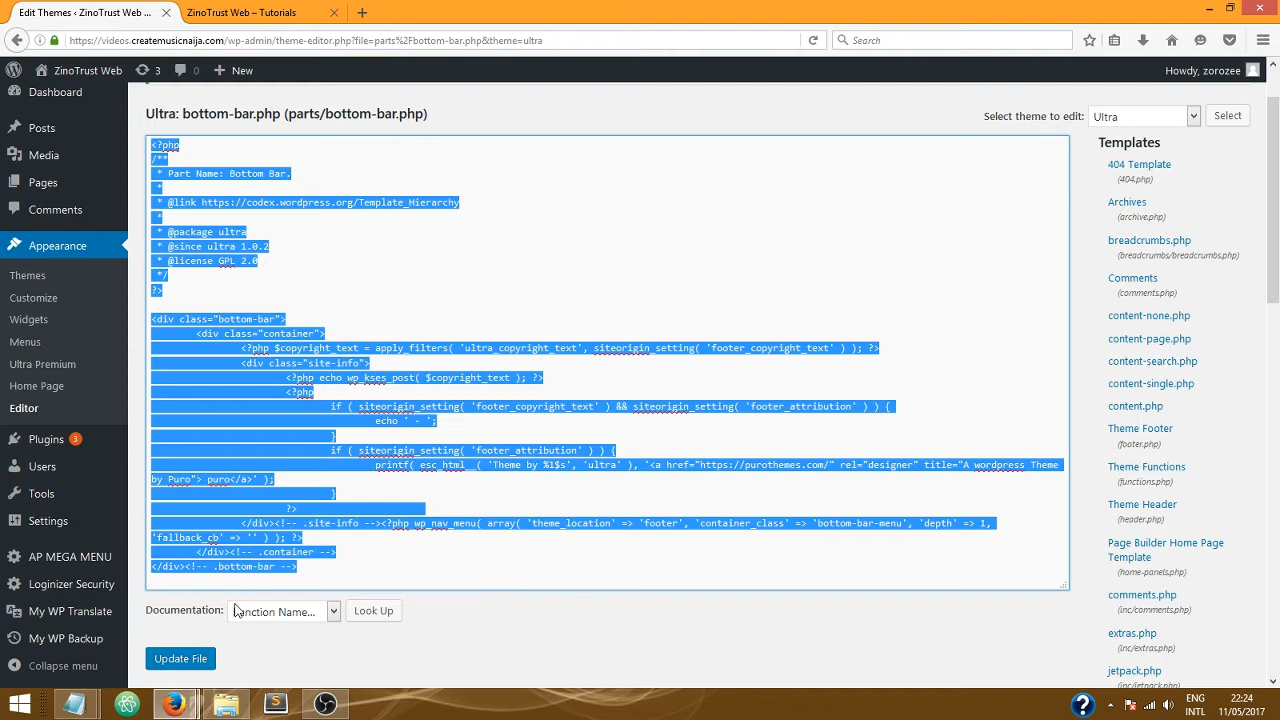 Edit Themes ‹ ZinoTrust Web ...
ZinoTrust Web – Tutorials
https://videos.createmusicnaija.com/wp-admin/theme-editor.php?file=parts%2Fbottom-bar.php&theme=ultra
Search
ZinoTrust Web
3
0
New
Howdy, zorozee
Dashboard
Posts
Media
Pages
Comments
Appearance
Themes
Customize
Widgets
Menus
Ultra Premium
Home Page
Editor
Plugins 3
Users
Tools
Settings
AP MEGA MENU
Loginizer Security
My WP Translate
My WP Backup
Collapse menu
Ultra: bottom-bar.php (parts/bottom-bar.php)
Select theme to edit:
Ultra
Select
<?php
/**
* Part Name: Bottom Bar.
*
* @link https://codex.wordpress.org/Template_Hierarchy
*
* @package ultra
* @since ultra 1.0.2
* @license GPL 2.0
*/
?>
<div class="bottom-bar">
<div class="container">
<?php $copyright_text = apply_filters( 'ultra_copyright_text', siteorigin_setting( 'footer_copyright_text' ) ); ?>
<div class="site-info">
<?php echo wp_kses_post( $copyright_text ); ?>
<?php
if ( siteorigin_setting( 'footer_copyright_text' ) && siteorigin_setting( 'footer_attribution' ) ) {
echo ' - ';
}
if ( siteorigin_setting( 'footer_attribution' ) ) {
printf( esc_html__( 'Theme by %1$s', 'ultra' ), '<a href="https://purothemes.com/" rel="designer" title="A wordpress Theme
by Puro"> puro</a>' );
}
?>
</div><!-- .site-info --><?php wp_nav_menu( array( 'theme_location' => 'footer', 'container_class' => 'bottom-bar-menu', 'depth' => 1,
'fallback_cb' => '' ) ); ?>
</div><!-- .container -->
</div><!-- .bottom-bar -->
Documentation:
unction Name...
Look Up
Update File
Templates
404 Template
(404.php)
Archives
(archive.php)
breadcrumbs.php
(breadcrumbs/breadcrumbs.php)
Comments
(comments.php)
content-none.php
content-page.php
content-search.php
content-single.php
content.php
Theme Footer
(footer.php)
Theme Functions
(functions.php)
Theme Header
(header.php)
Page Builder Home Page
Template
(home-panels.php)
comments.php
(inc/comments.php)
extras.php
(inc/extras.php)
jetpack.php
(inc/jetpack.php)
ENG
INTL
22:24
11/05/2017